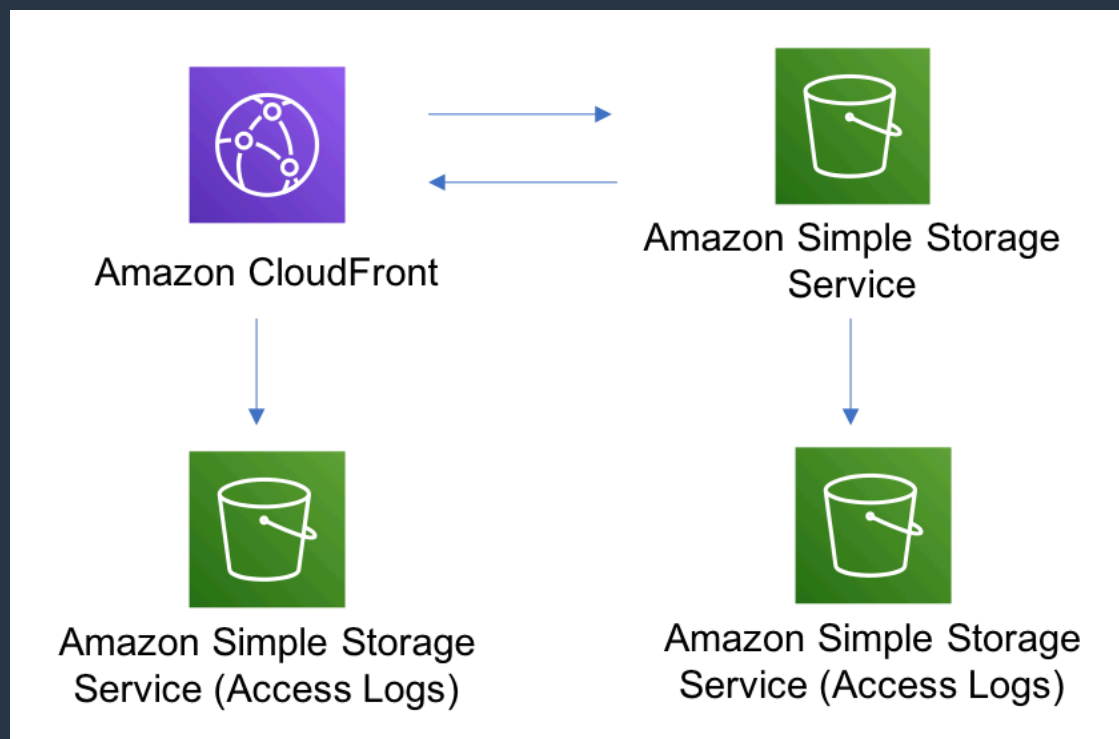 Amazon CloudFront
Amazon Simple Storage
Service
Amazon Simple Storage
Service (Access Logs)
Amazon Simple Storage
Service (Access Logs)